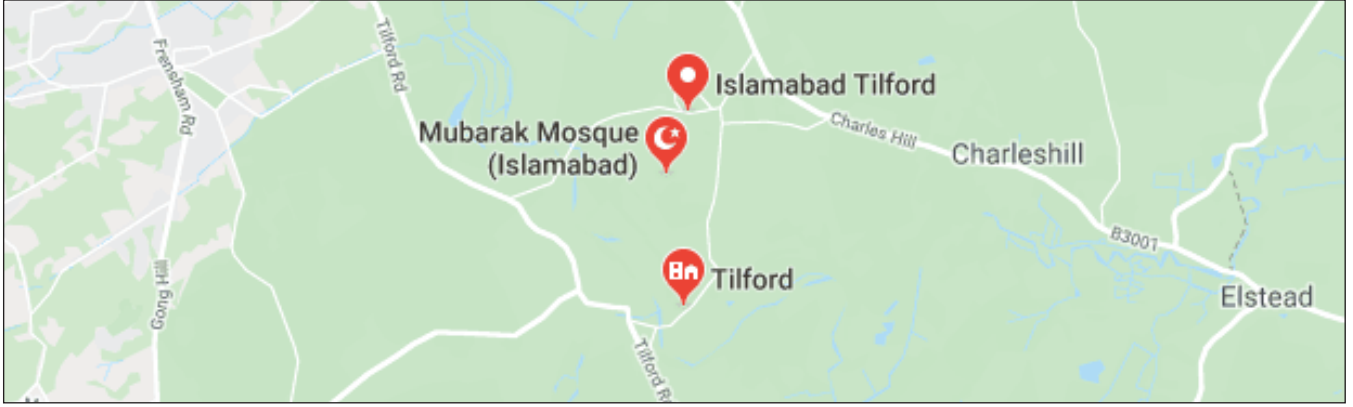 Frensham Rd
Tilford Rd
Islamabad Tilford
Mubarak Mosque
(Islamabad)
Charles Hill
Charleshill
B3001
Gong Hill
Tilford
Elstead
Tilford R